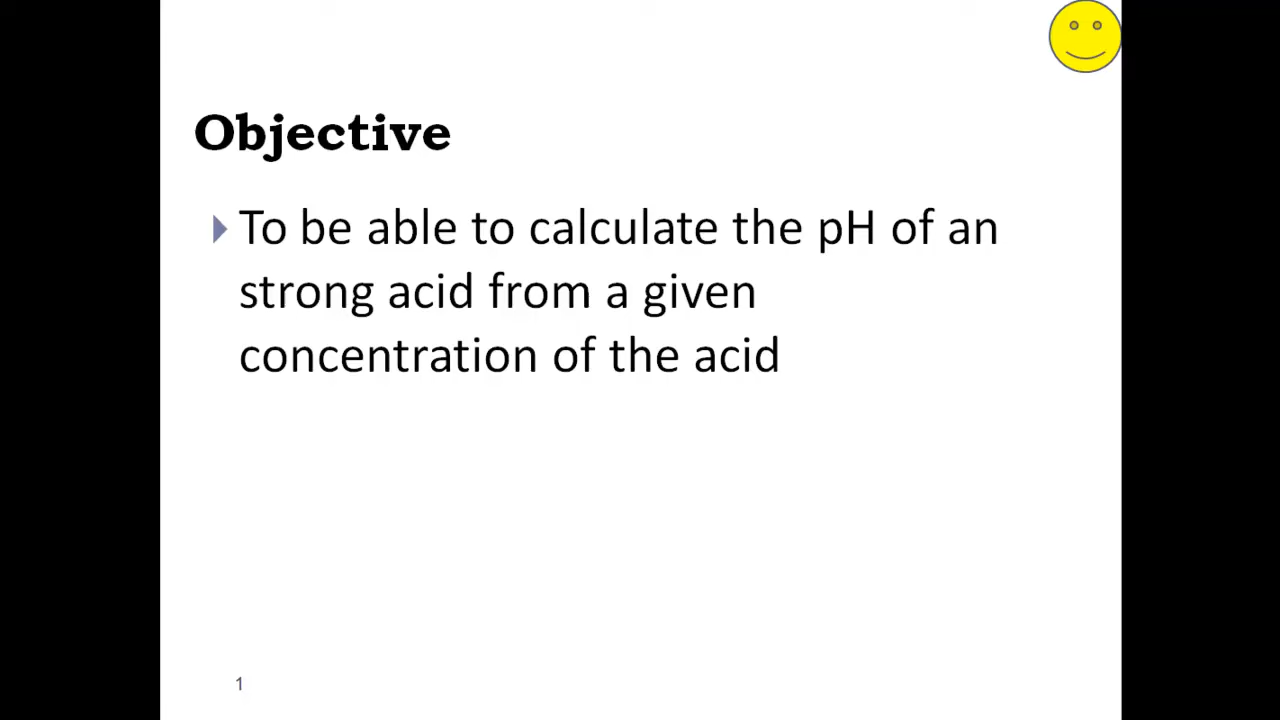 Objective
To be able to calculate the pH of an
strong acid from a given
concentration of the acid
1